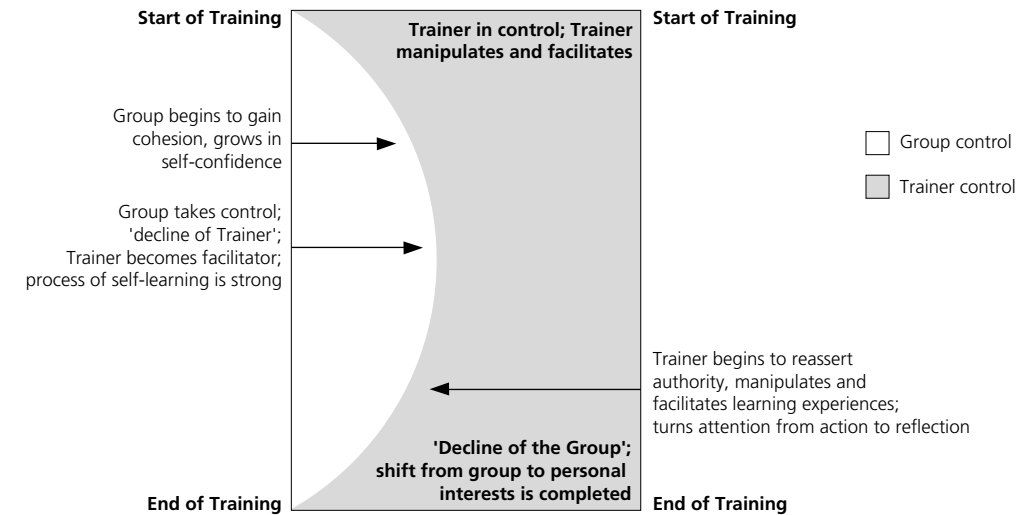 Start of Training
Trainer in control; Trainer
manipulates and facilitates
Start of Training
Group begins to gain
cohesion, grows in
self-confidence
Group control
Trainer control
Group takes control;
'decline of Trainer';
Trainer becomes facilitator;
process of self-learning is strong
Trainer begins to reassert
authority, manipulates and
facilitates learning experiences;
turns attention from action to reflection
'Decline of the Group';
shift from group to personal
interests is completed
End of Training
End of Training